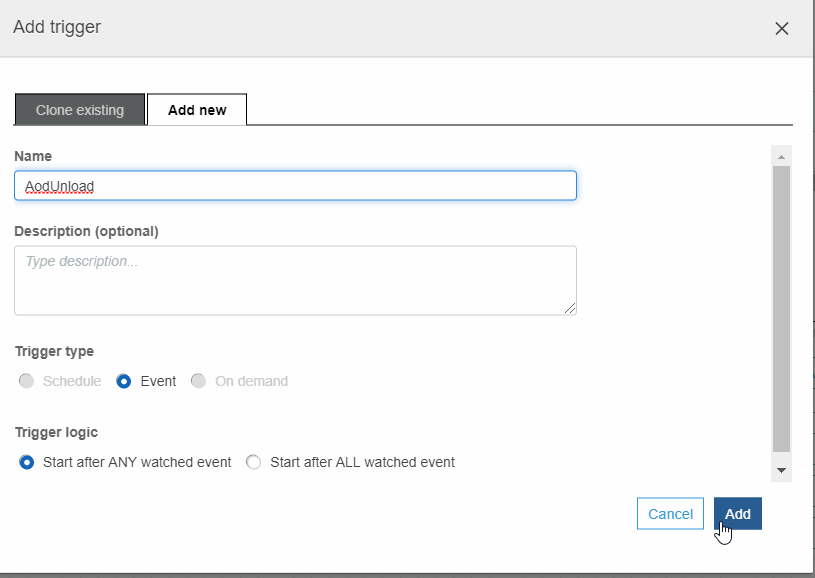 Add trigger
Clone existing
Add new
Name
AodUnload
Description (optional)
Type description...
Trigger type
Schedule Event On demand
Trigger logic
Start after ANY watched event Start after ALL watched event
Cancel Add